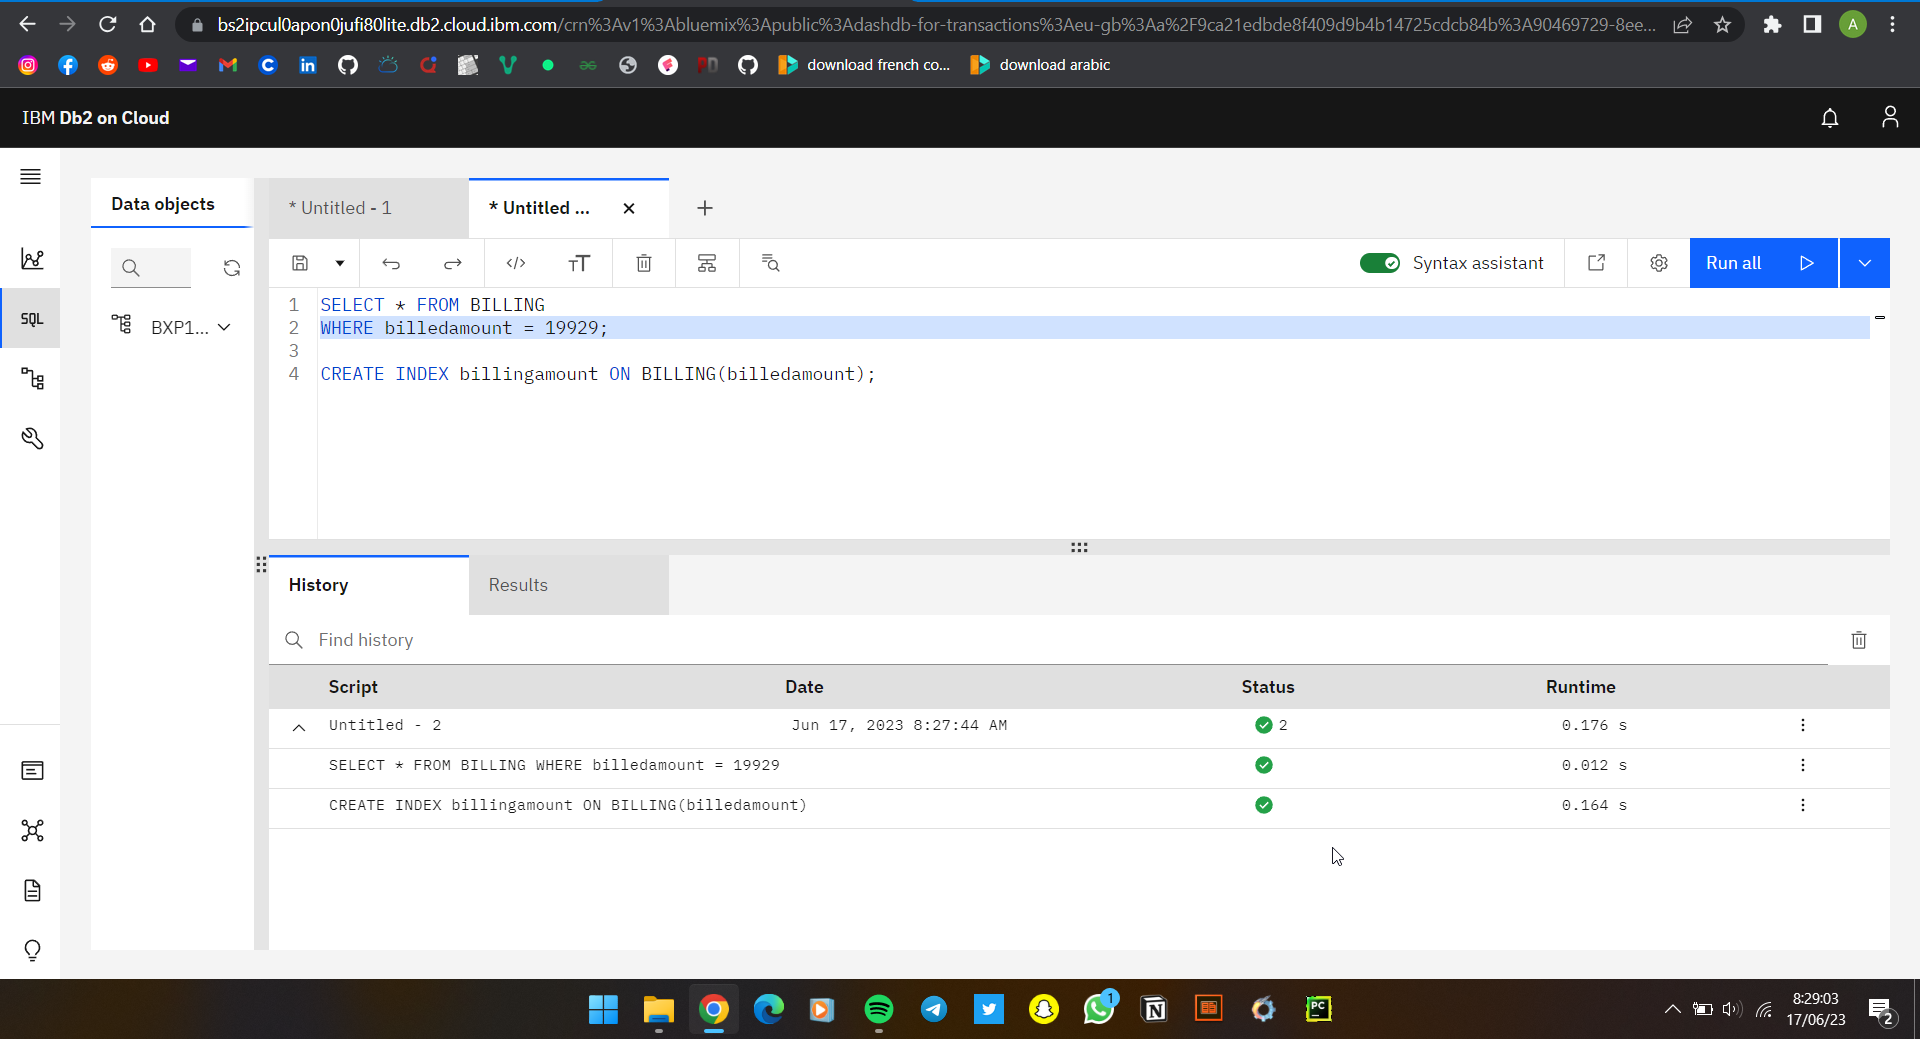 bs2ipcul0apon0jufi80lite.db2.cloud.ibm.com/crn%3Av1%3Abluemix%3Apublic%3Adashdb-for-transactions%3Aeu-gb%3Aa%2F9ca21edbde8f409d9b4b14725cdcb84b%3A90469729-8ee...
A
download french co...
download arabic
IBM Db2 on Cloud
Data objects
* Untitled - 1
* Untitled ...
Syntax assistant
Run all
SQL
BXP1...
1 SELECT * FROM BILLING
2 WHERE billedamount = 19929;
3
4 CREATE INDEX billingamount ON BILLING(billedamount);
History
Results
Find history
Script Date Status Runtime
Untitled - 2 Jun 17, 2023 8:27:44 AM 2 0.176 s
SELECT * FROM BILLING WHERE billedamount = 19929 0.012 s
CREATE INDEX billingamount ON BILLING(billedamount) 0.164 s
1
PC
8:29:03
17/06/23
2